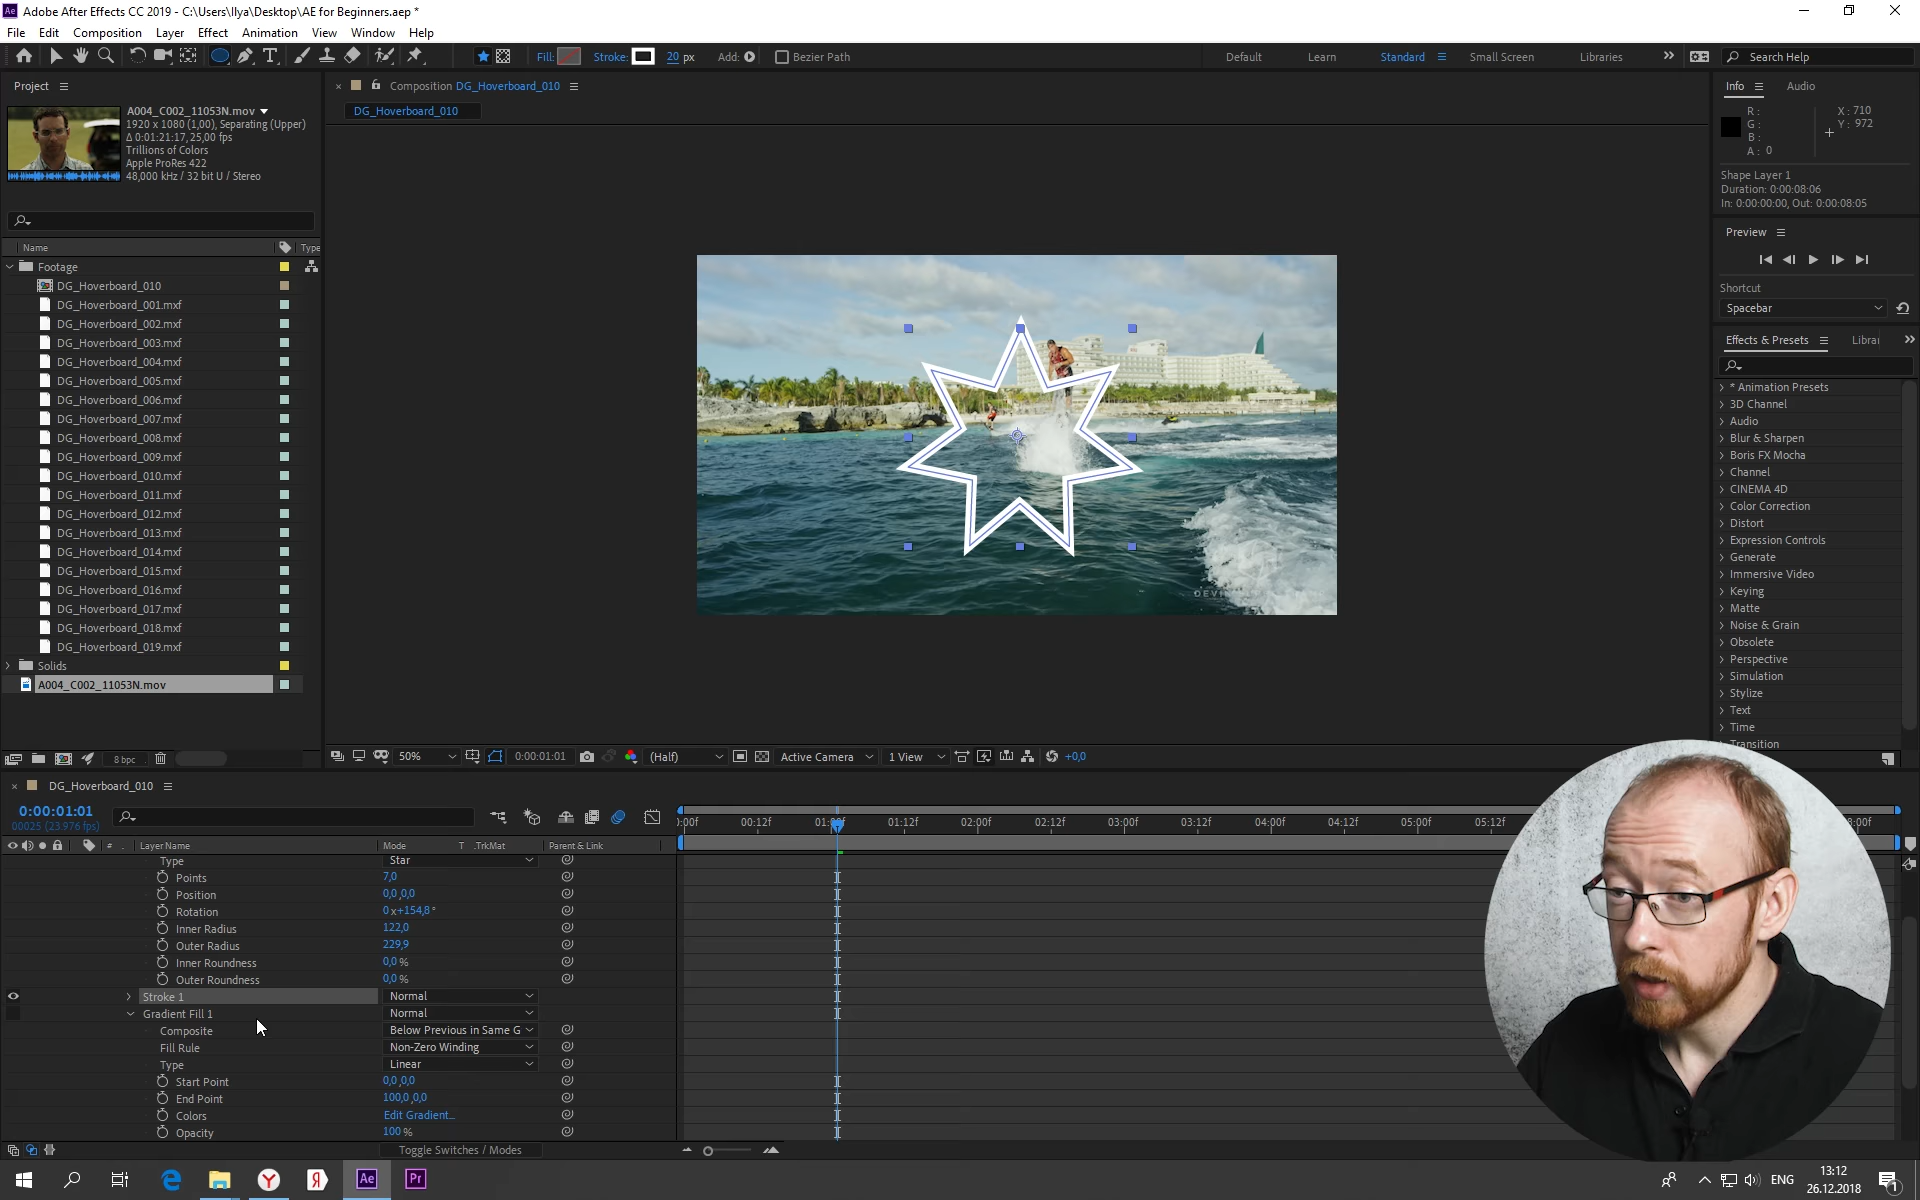 Adobe After Effects CC 2019 - C:\Users\Ilya\Desktop\AE for Beginners.aep *
File Edit Composition Layer Effect Animation View Window Help
Fill: Stroke: 20 px Add: Bezier Path
Default Learn Standard Small Screen Libraries Search Help
Project
A004_C002_11053N.mov
1920 x 1080 (1,00), Separating (Upper)
Δ 0:01:21:17, 25,00 fps
Trillions of Colors
Apple ProRes 422
48,000 kHz / 32 bit U / Stereo
Name Type
Footage
DG_Hoverboard_010
DG_Hoverboard_001.mxf
DG_Hoverboard_002.mxf
DG_Hoverboard_003.mxf
DG_Hoverboard_004.mxf
DG_Hoverboard_005.mxf
DG_Hoverboard_006.mxf
DG_Hoverboard_007.mxf
DG_Hoverboard_008.mxf
DG_Hoverboard_009.mxf
DG_Hoverboard_010.mxf
DG_Hoverboard_011.mxf
DG_Hoverboard_012.mxf
DG_Hoverboard_013.mxf
DG_Hoverboard_014.mxf
DG_Hoverboard_015.mxf
DG_Hoverboard_016.mxf
DG_Hoverboard_017.mxf
DG_Hoverboard_018.mxf
DG_Hoverboard_019.mxf
Solids
A004_C002_11053N.mov
8 bpc
Composition DG_Hoverboard_010
DG_Hoverboard_010
50% 0:00:01:01 (Half) Active Camera 1 View +0,0
Info Audio
R: X: 710
G: Y: 972
B:
A: 0
Shape Layer 1
Duration: 0:00:08:06
In: 0:00:00:00, Out: 0:00:08:05
Preview
Shortcut
Spacebar
Effects & Presets Librai
* Animation Presets
3D Channel
Audio
Blur & Sharpen
Boris FX Mocha
Channel
CINEMA 4D
Color Correction
Distort
Expression Controls
Generate
Immersive Video
Keying
Matte
Noise & Grain
Obsolete
Perspective
Simulation
Stylize
Text
Time
Transition
DG_Hoverboard_010
0:00:01:01
00025 (23.976 fps)
:00f 00:12f 01:00f 01:12f 02:00f 02:12f 03:00f 03:12f 04:00f 04:12f 05:00f 05:12f
# Layer Name Mode T .TrkMat Parent & Link
Type Star
Points 7,0
Position 0,0,0,0
Rotation 0x+154,8°
Inner Radius 122,0
Outer Radius 229,9
Inner Roundness 0,0 %
Outer Roundness 0,0 %
Stroke 1 Normal
Gradient Fill 1 Normal
Composite Below Previous in Same G
Fill Rule Non-Zero Winding
Type Linear
Start Point 0,0,0,0
End Point 100,0,0,0
Colors Edit Gradient...
Opacity 100 %
Toggle Switches / Modes
Ae Pr
ENG
13:12
26.12.2018